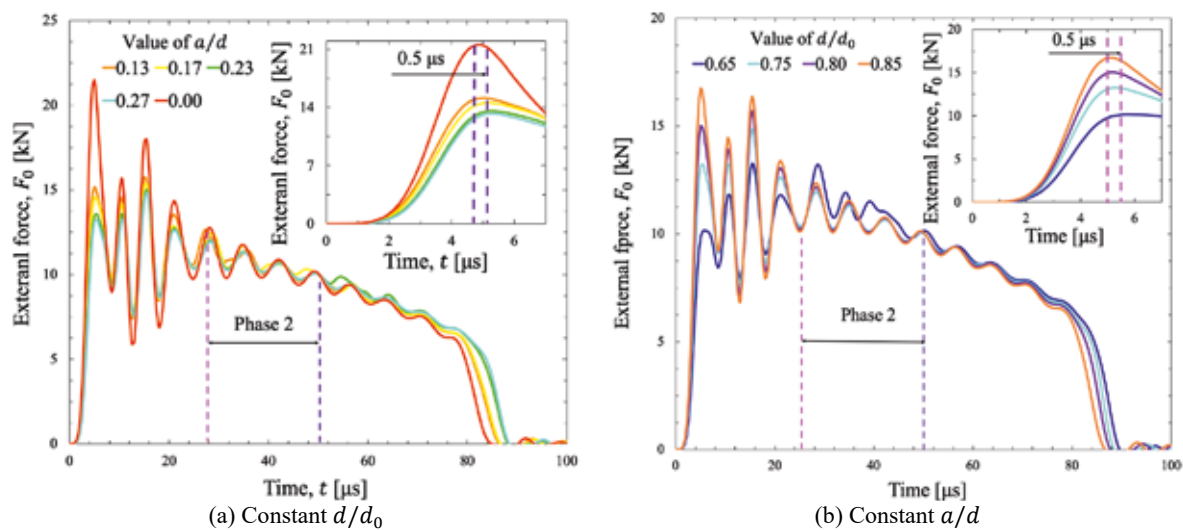 Value of a/d
0.13 0.17 0.23
0.27 0.00
Exteranl force, F₀ [kN]
25
20
15
10
5
0
0 20 40 60 80 100
Time, t [μs]
Phase 2
Exteranl force, F₀ [kN]
21
14
7
0
0 2 4 6
Time, t [μs]
0.5 μs
(a) Constant d/d₀
Value of d/d₀
0.65 0.75 0.80 0.85
External fprce, F₀ [kN]
20
15
10
5
0
0 20 40 60 80 100
Time [μs]
Phase 2
External force, F₀ [kN]
20
15
10
5
0
0 2 4 6
Time [μs]
0.5 μs
(b) Constant a/d